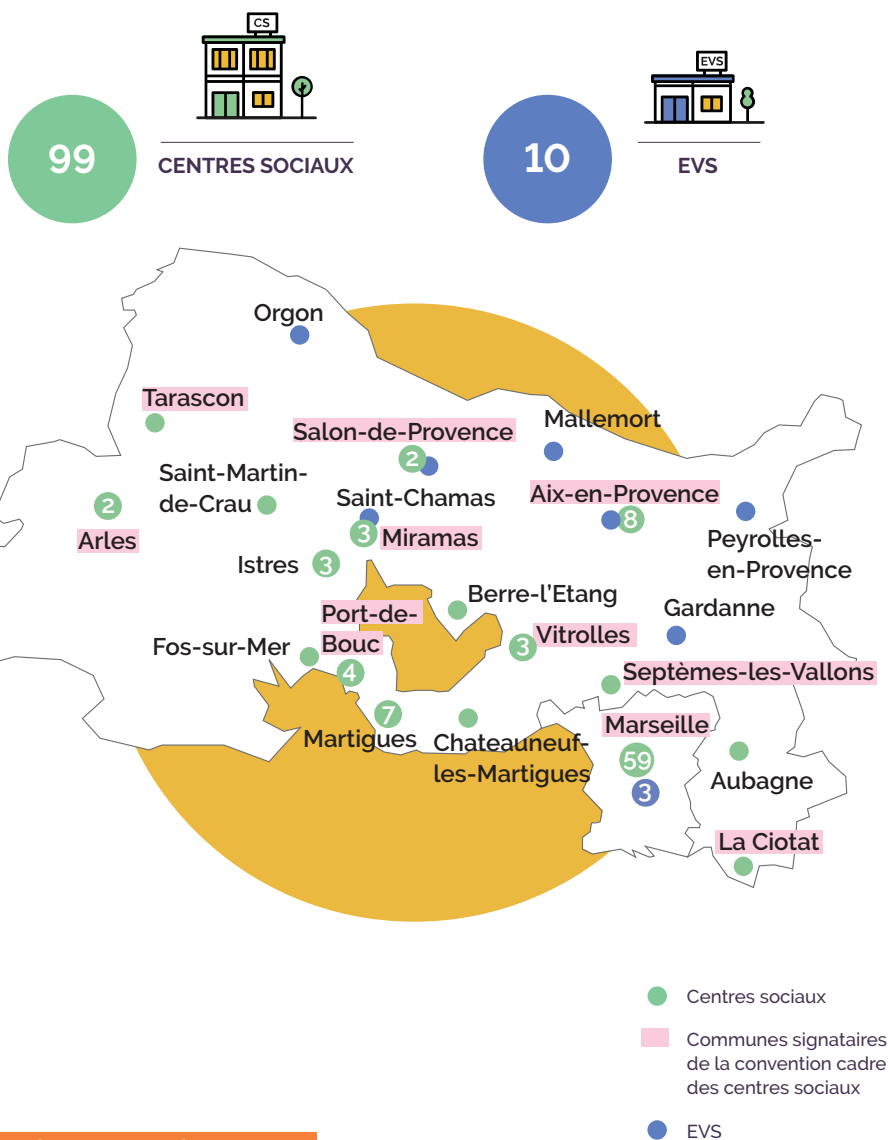 CS
EVS
99
CENTRES SOCIAUX
10
EVS
Orgon
Tarascon
Mallemort
Salon-de-Provence
2
Saint-Martin-
de-Crau
Saint-Chamas
Aix-en-Provence
8
2
Arles
3
Miramas
Peyrolles-
en-Provence
Istres
3
Berre-l'Etang
Port-de-
Bouc
4
Gardanne
Fos-sur-Mer
3
Vitrolles
Septèmes-les-Vallons
7
Martigues
Chateauneuf-
les-Martigues
Marseille
59
3
Aubagne
La Ciotat
Centres sociaux
Communes signataires
de la convention cadre
des centres sociaux
EVS